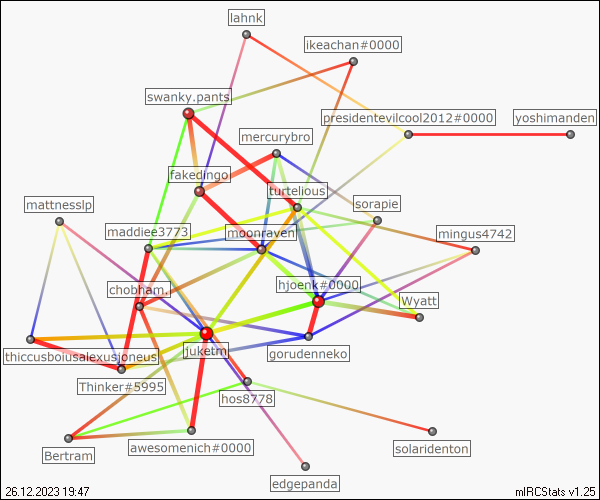 lahnk
ikeachan#0000
swanky.pants
presidentevilcool2012#0000
yoshimanden
mercurybro
fakedingo
turtelious
mattnesslp
isorapie
maddiee3773
moonraven
mingus4742
hjoenk#0000
chobham.
Wyatt
thiccusboiusalexusjoneus
juketm
gorudenneko
Thinker#5995
hos8778
Bertram
awesomenich#0000
solaridenton
edgepanda
26.12.2023 19:47
mIRCStats v1.25